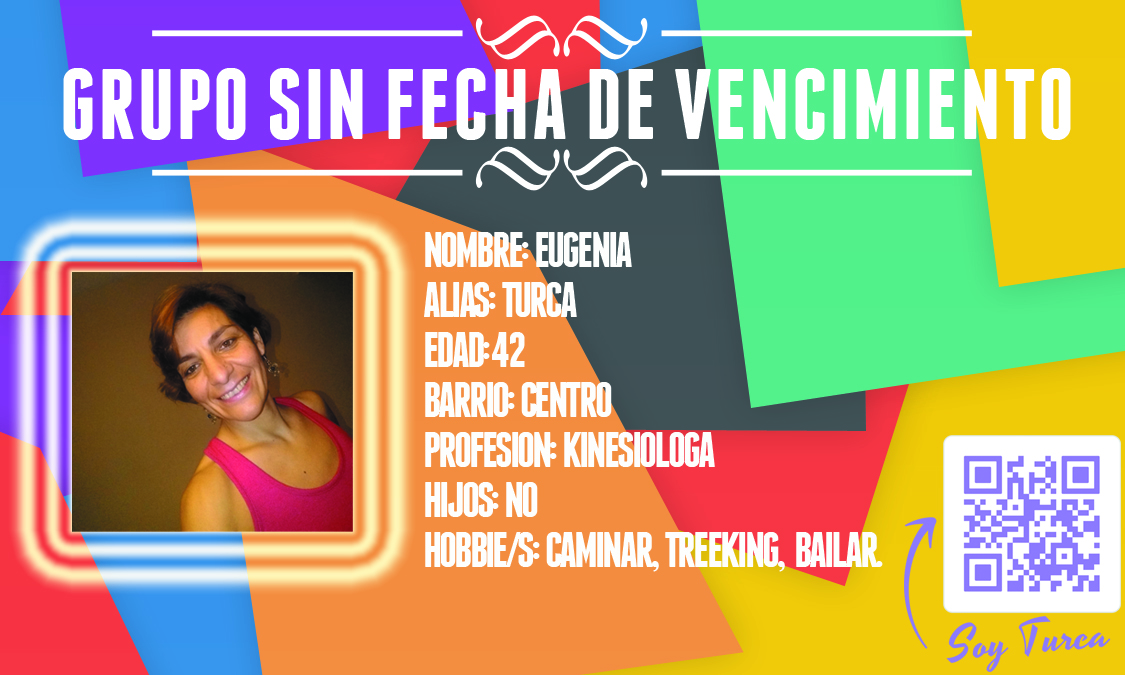 GRUPO SIN FECHA DE VENCIMIENTO
NOMBRE: EUGENIA
ALIAS: TURCA
EDAD: 42
BARRIO: CENTRO
PROFESION: KINESIOLOGA
HIJOS: NO
HOBBIE/S: CAMINAR, TREEKING, BAILAR.
Soy Turca